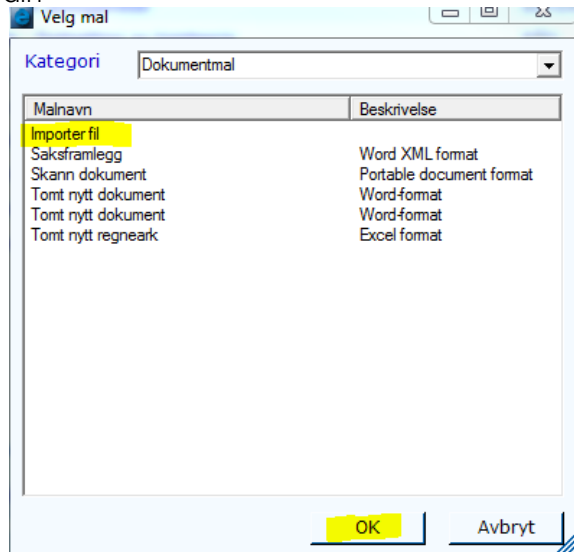 Velg mal
Kategori Dokumentmal
Malnavn Beskrivelse
Importer fil
Saksframlegg Word XML format
Skann dokument Portable document format
Tomt nytt dokument Word-format
Tomt nytt dokument Word-format
Tomt nytt regneark Excel format
OK Avbryt